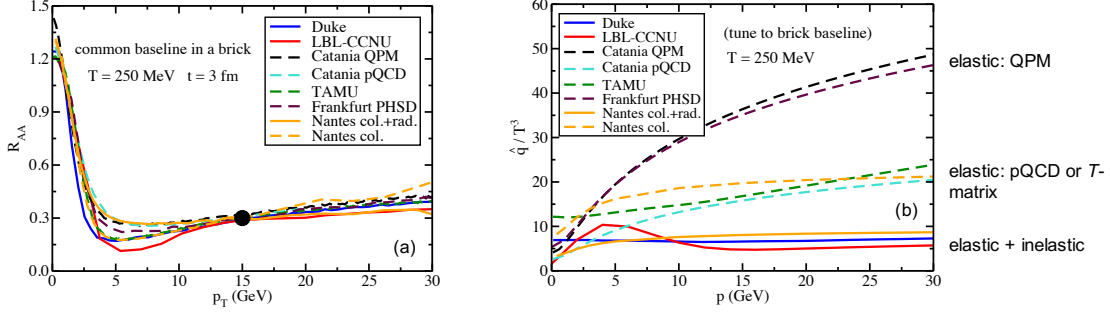 1.5
1.2
0.9
0.6
0.3
0.0
R_AA
common baseline in a brick
T = 250 MeV t = 3 fm
Duke
LBL-CCNU
Catania QPM
Catania pQCD
TAMU
Frankfurt PHSD
Nantes col.+rad.
Nantes col.
(a)
0 5 10 15 20 25 30
p_T (GeV)
60
50
40
30
20
10
0
q̂ / T³
Duke
LBL-CCNU
Catania QPM
Catania pQCD
TAMU
Frankfurt PHSD
Nantes col.+rad.
Nantes col.
(tune to brick baseline)
T = 250 MeV
(b)
0 5 10 15 20 25 30
p (GeV)
elastic: QPM
elastic: pQCD or T-
matrix
elastic + inelastic